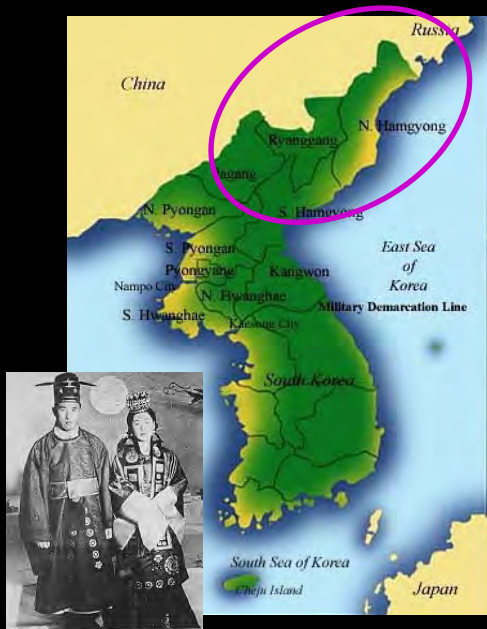 Russia
China
N. Hamgyong
Ryanggang
Jagang
S. Hamgyong
N. Pyongan
S. Pyongan
East Sea
of
Korea
Pyongyang
Kangwon
Nampo City
N. Hwanghae
Military Demarcation Line
S. Hwanghae
Kaesong City
South Korea
South Sea of Korea
Cheju Island
Japan